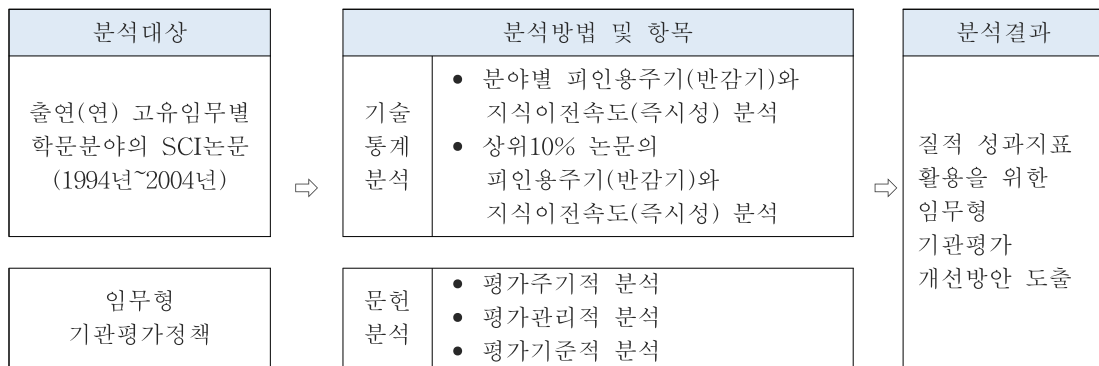 분석대상
출연(연) 고유임무별
학문분야의 SCI논문
(1994년~2004년)
임무형
기관평가정책
⇨
분석방법 및 항목
기술
통계
분석
● 분야별 피인용주기(반감기)와
지식이전속도(즉시성) 분석
● 상위10% 논문의
피인용주기(반감기)와
지식이전속도(즉시성) 분석
문헌
분석
● 평가주기적 분석
● 평가관리적 분석
● 평가기준적 분석
⇨
분석결과
질적 성과지표
활용을 위한
임무형
기관평가
개선방안 도출